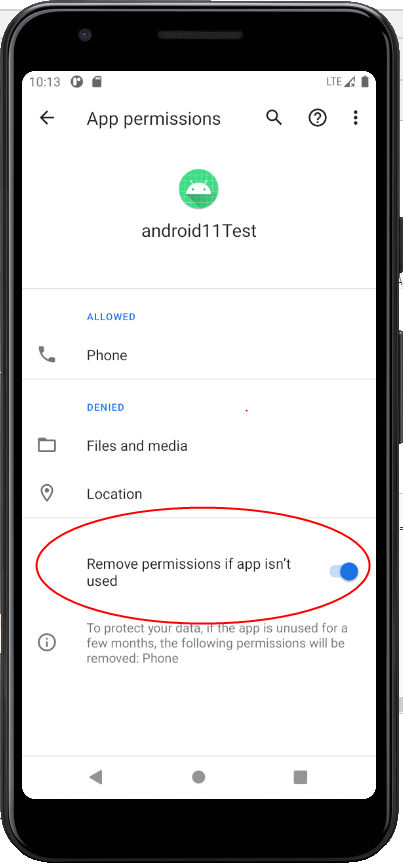 10:13
LTE
App permissions
android11Test
ALLOWED
Phone
DENIED
Files and media
Location
Remove permissions if app isn't
used
To protect your data, if the app is unused for a
few months, the following permissions will be
removed: Phone